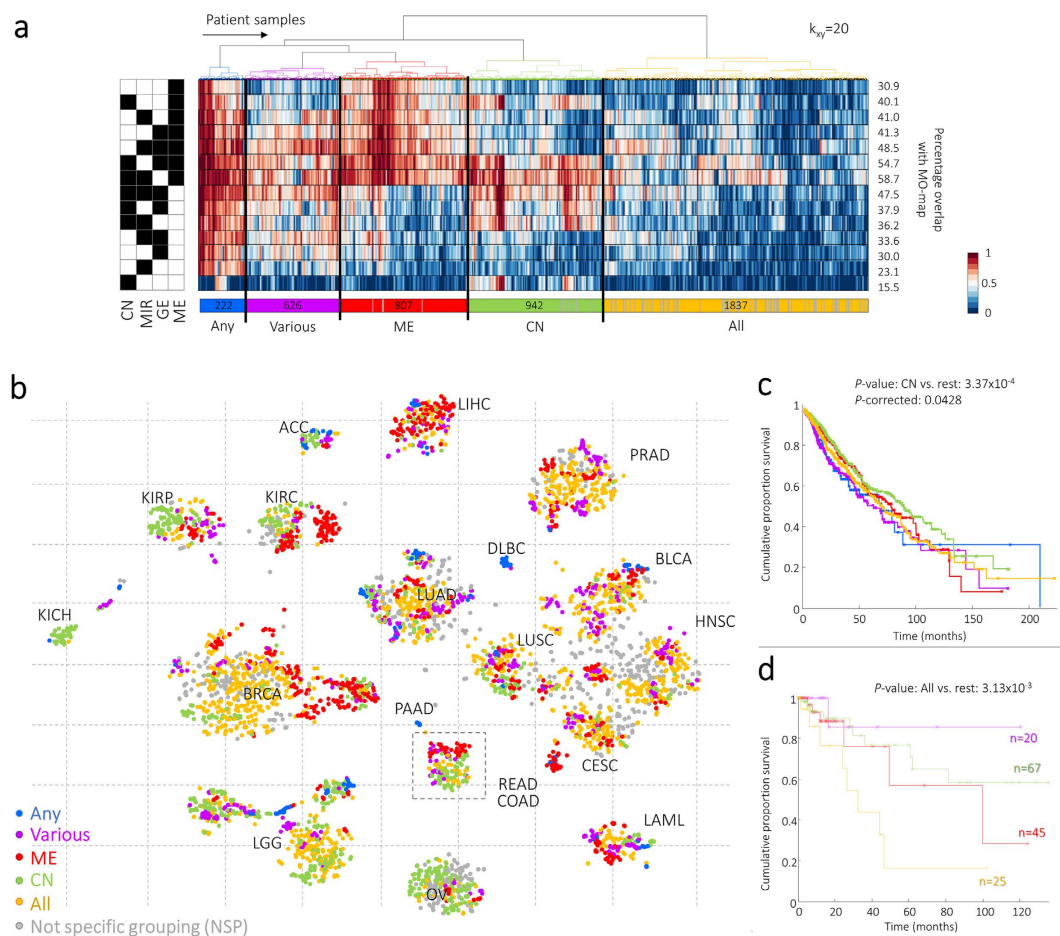 a
Patient samples
k_xy=20
30.9
40.1
41.0
41.3
48.5
54.7
58.7
47.5
37.9
36.2
33.6
30.0
23.1
15.5
Percentage overlap
with MO-map
1
0.5
0
CN
MIR
GE
ME
222
626
807
942
1837
Any
Various
ME
CN
All
b
LIHC
ACC
PRAD
KIRP
KIRC
DLBC
BLCA
LUAD
KICH
HNSC
LUSC
BRCA
PAAD
CESC
READ
COAD
LAML
LGG
OV
Any
Various
ME
CN
All
Not specific grouping (NSP)
c
P-value: CN vs. rest: 3.37x10⁻⁴
P-corrected: 0.0428
Cumulative proportion survival
1
0.8
0.6
0.4
0.2
0
0
50
100
150
200
Time (months)
d
P-value: All vs. rest: 3.13x10⁻³
Cumulative proportion survival
1
0.8
0.6
0.4
0.2
0
n=20
n=67
n=45
n=25
0
20
40
60
80
100
120
Time (months)